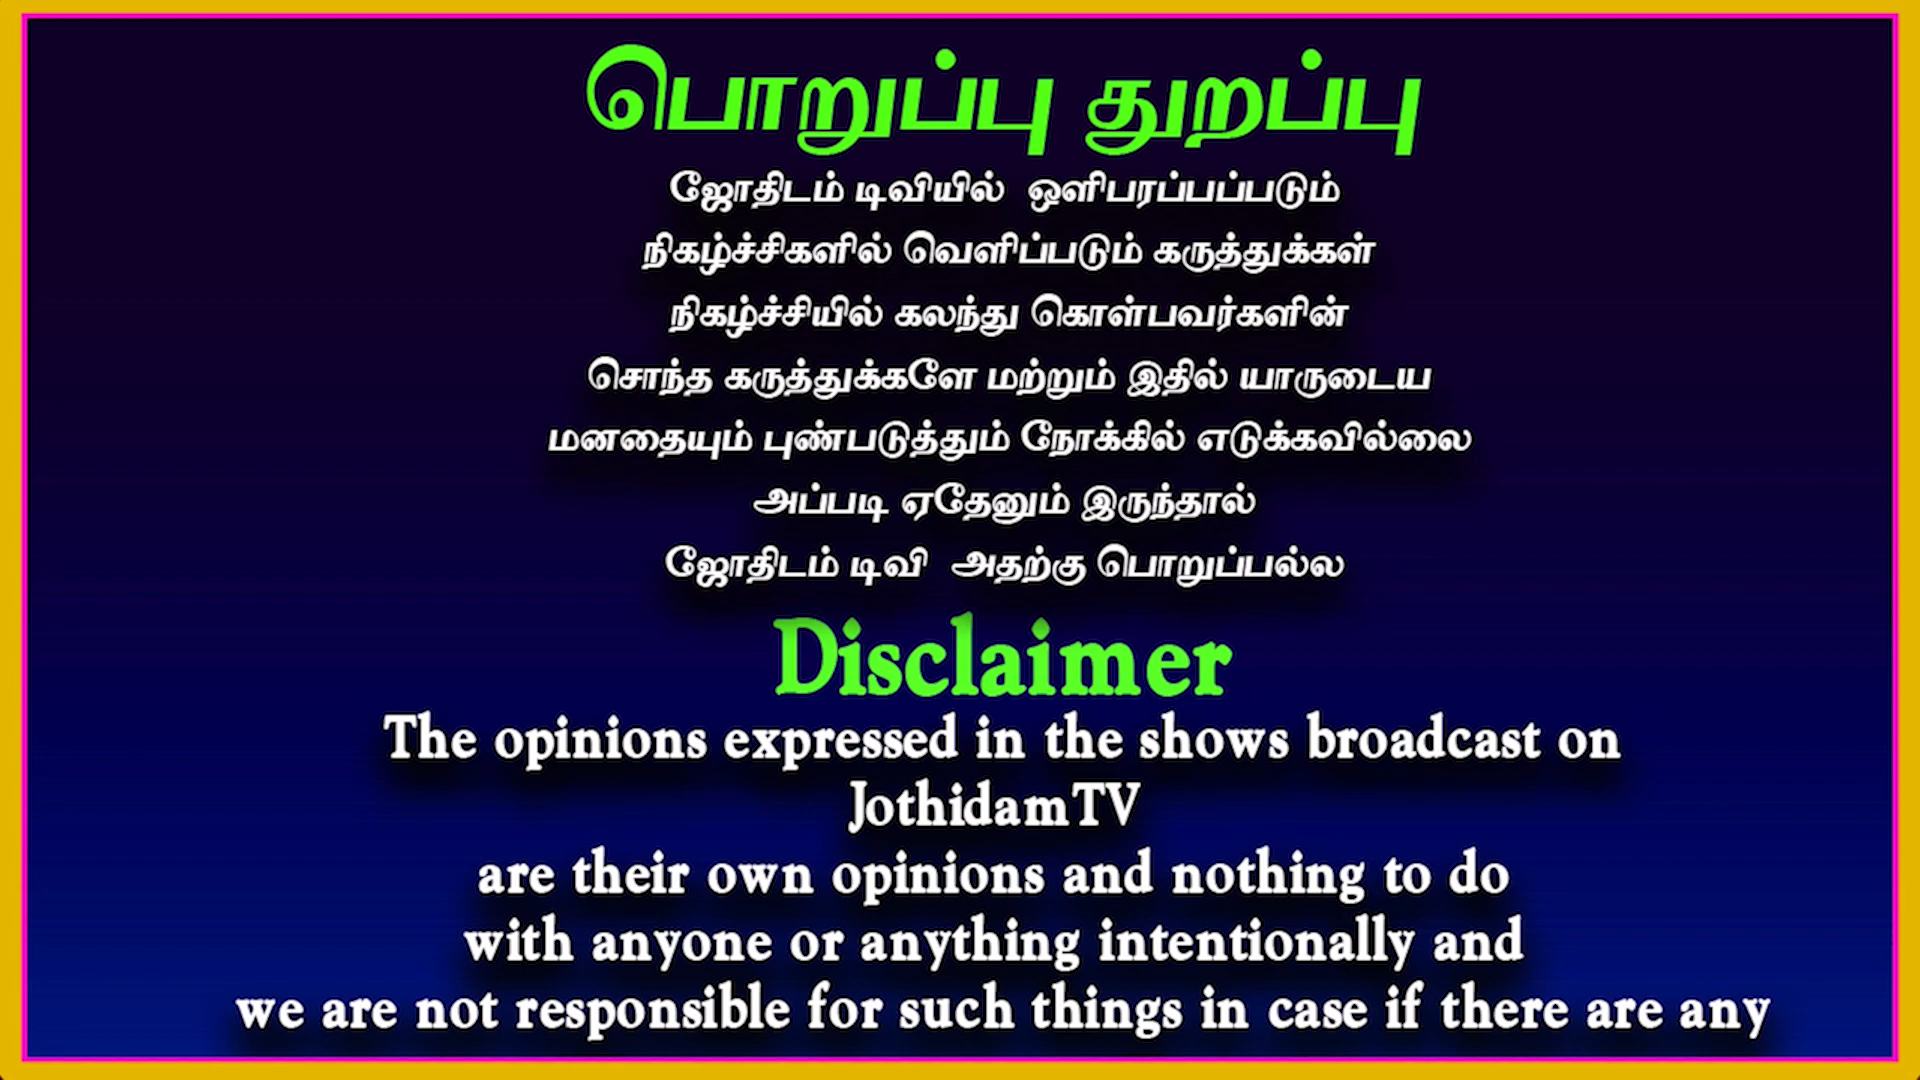 பொறுப்பு துறப்பு
ஜோதிடம் டிவியில் ஒளிபரப்பப்படும்
நிகழ்ச்சிகளில் வெளிப்படும் கருத்துக்கள்
நிகழ்ச்சியில் கலந்து கொள்பவர்களின்
சொந்த கருத்துக்களே மற்றும் இதில் யாருடைய
மனதையும் புண்படுத்தும் நோக்கில் எடுக்கவில்லை
அப்படி ஏதேனும் இருந்தால்
ஜோதிடம் டிவி அதற்கு பொறுப்பல்ல
Disclaimer
The opinions expressed in the shows broadcast on
JothidamTV
are their own opinions and nothing to do
with anyone or anything intentionally and
we are not responsible for such things in case if there are any